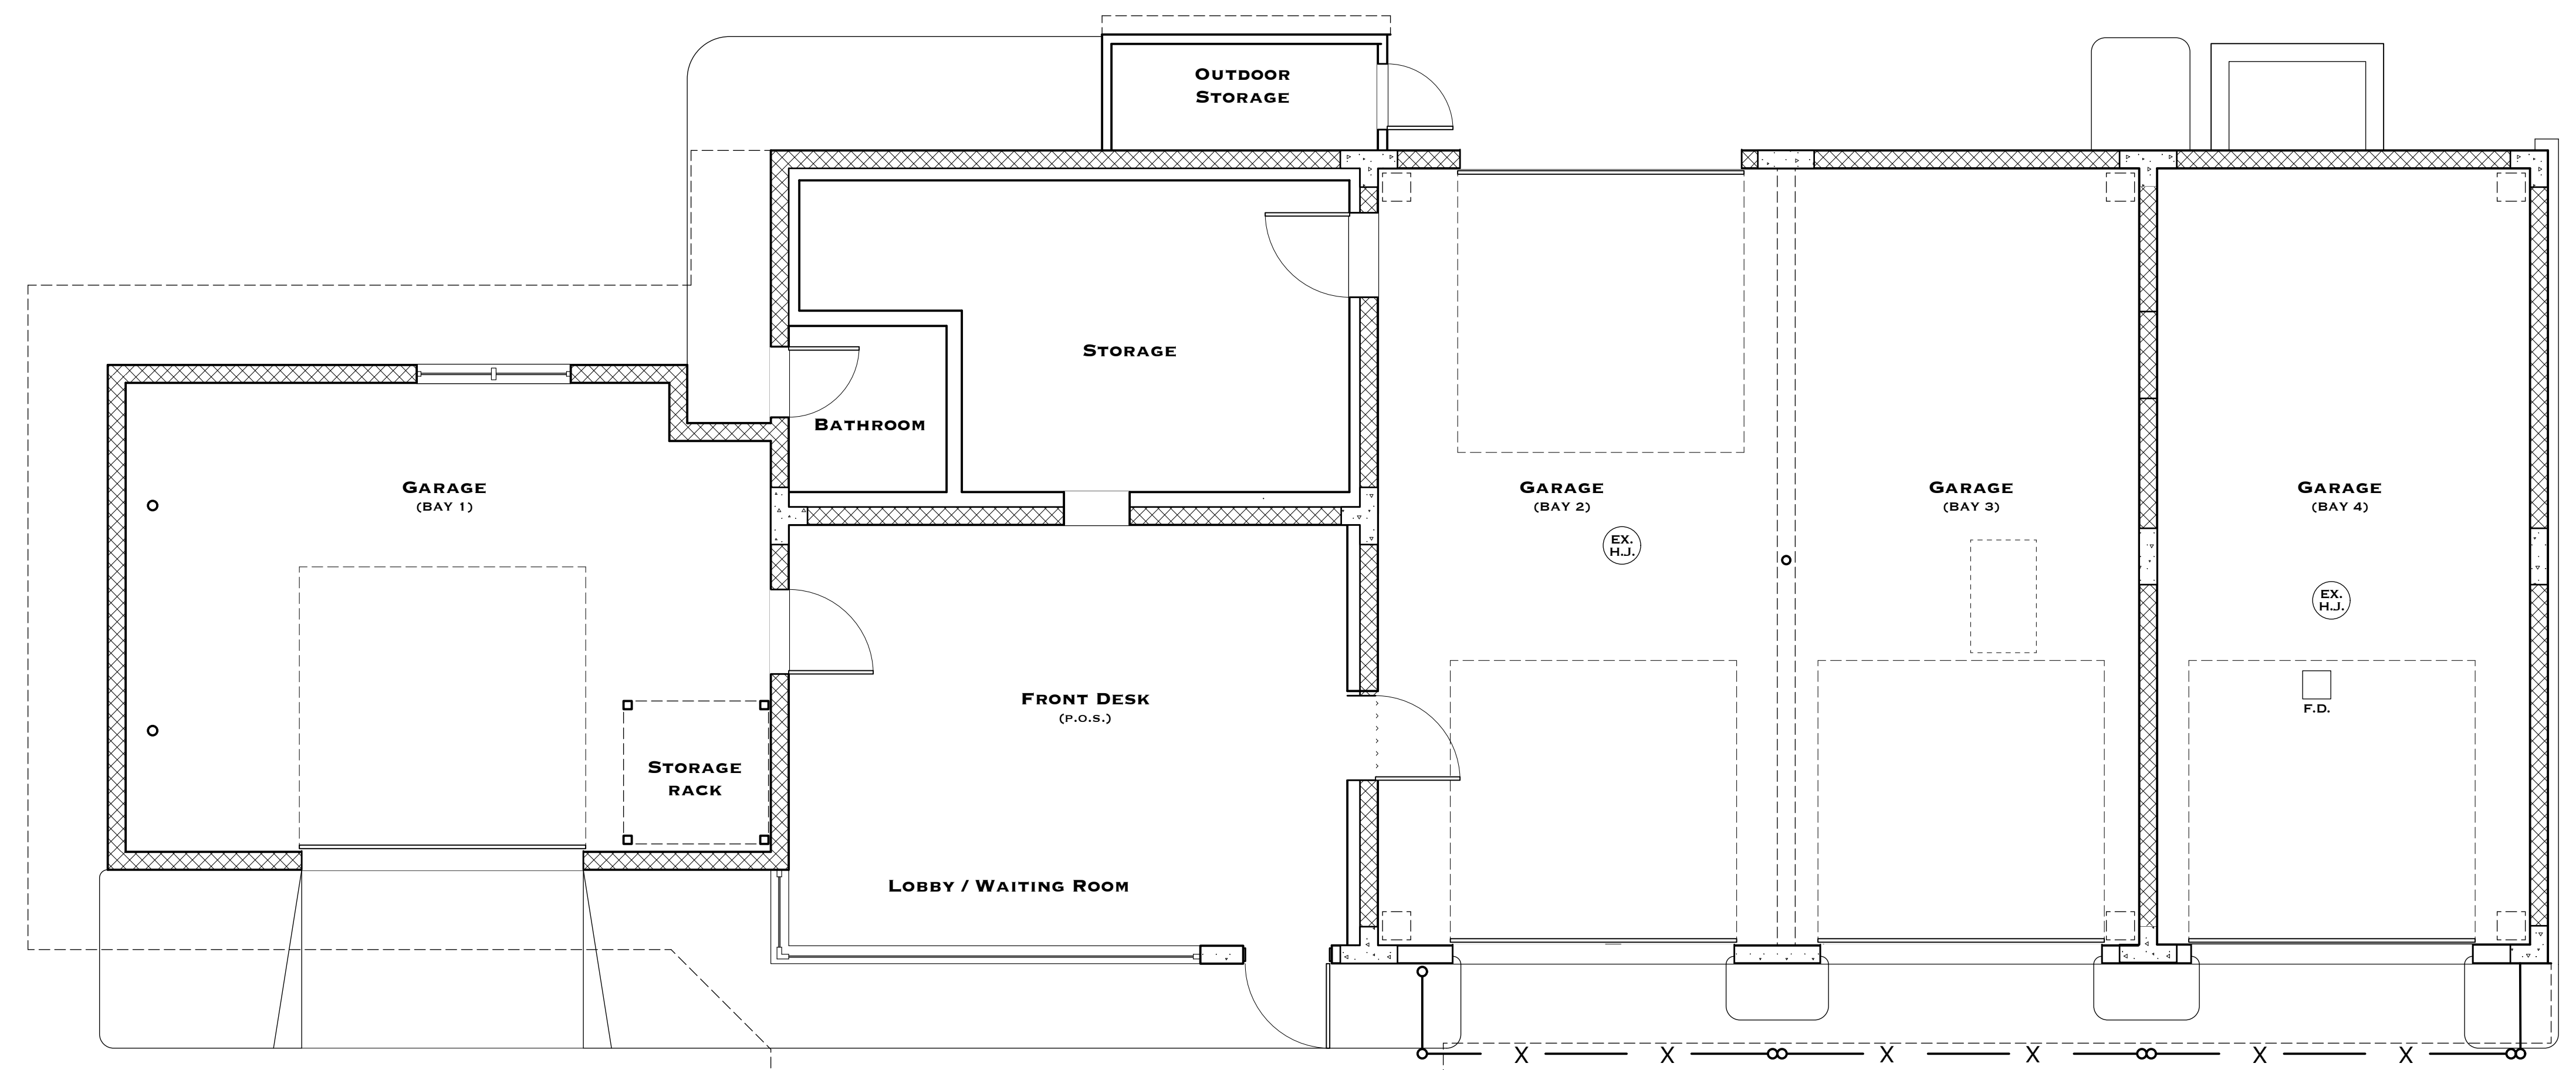 OUTDOOR
STORAGE
STORAGE
BATHROOM
GARAGE
(BAY 1)
GARAGE
(BAY 2)
GARAGE
(BAY 3)
GARAGE
(BAY 4)
EX.
H.J.
EX.
H.J.
FRONT DESK
(P.O.S.)
F.D.
STORAGE
RACK
LOBBY / WAITING ROOM
X X X X X X